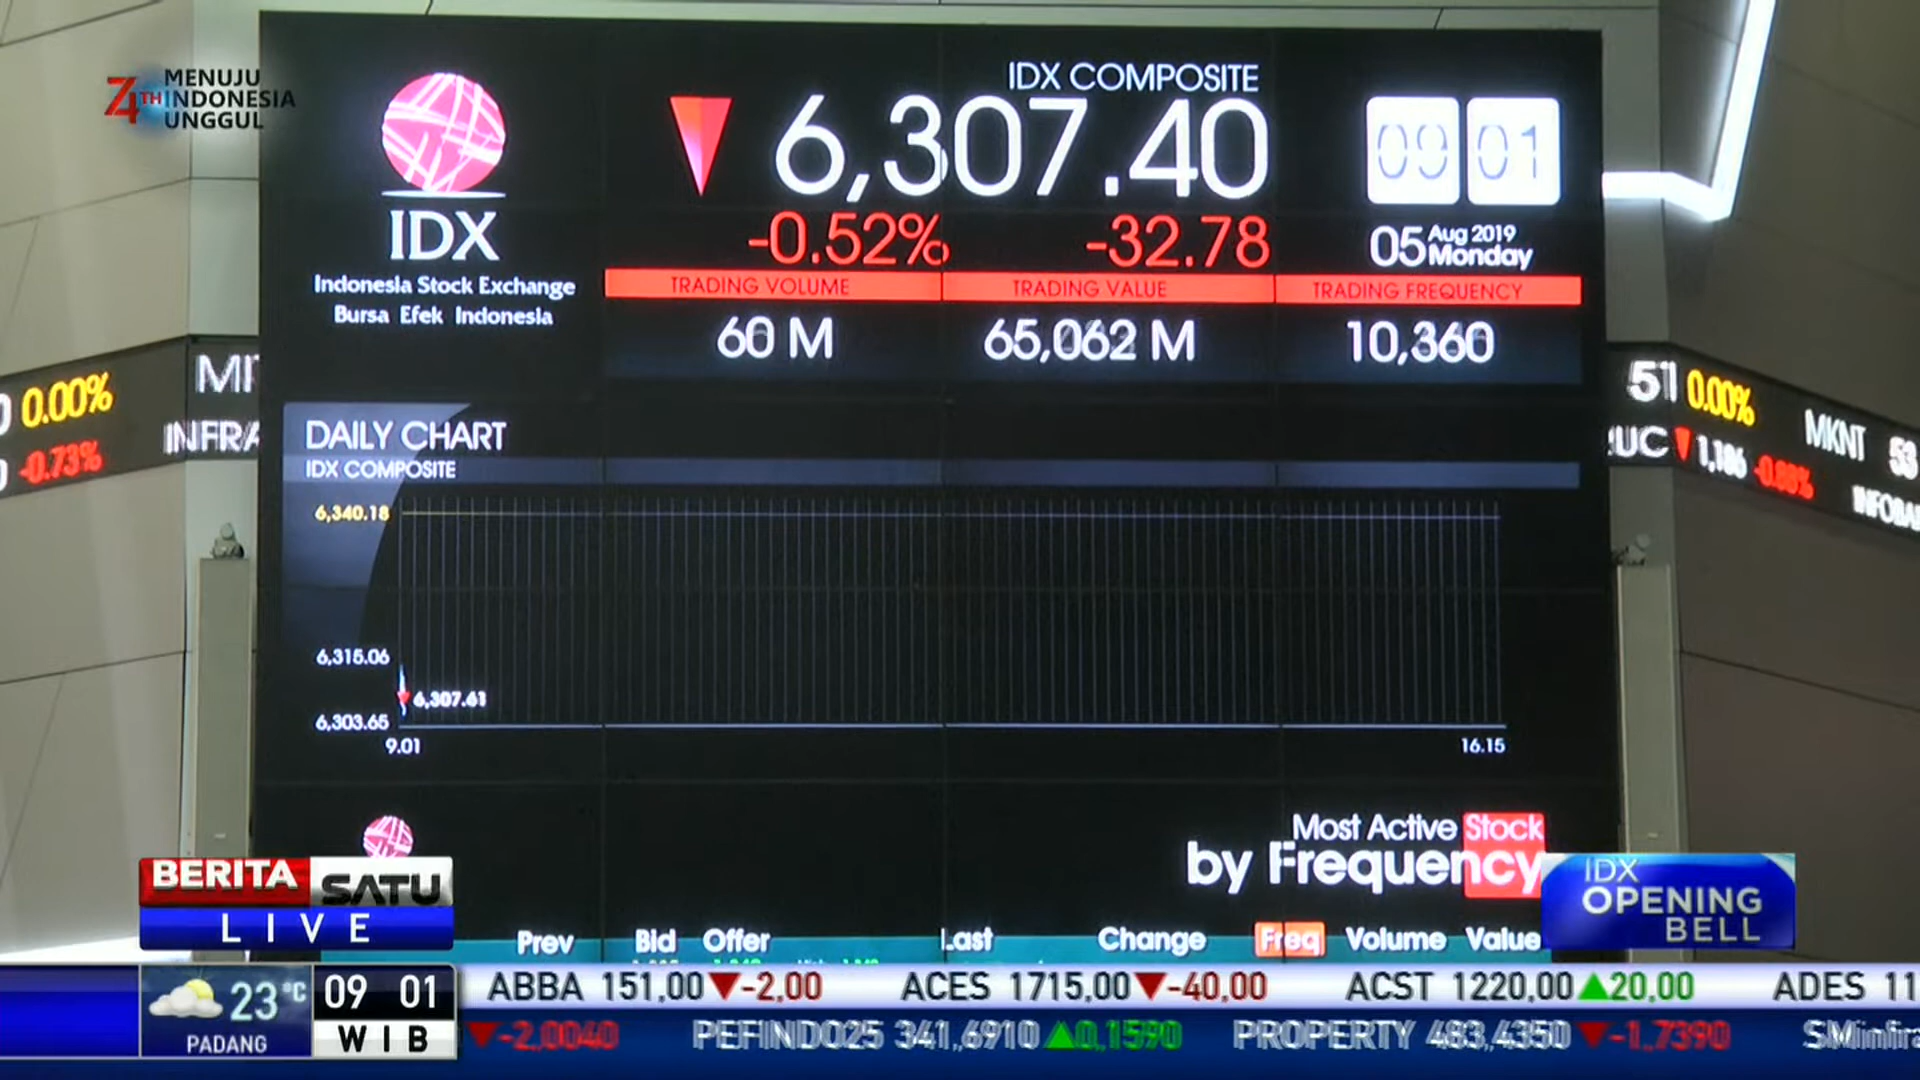 74TH
MENUJU
INDONESIA
UNGGUL
IDX
Indonesia Stock Exchange
Bursa Efek Indonesia
IDX COMPOSITE
6,307.40
-0.52% -32.78
09 01
05 Aug 2019
Monday
TRADING VOLUME TRADING VALUE TRADING FREQUENCY
60 M 65,062 M 10,360
0.00%
-0.73%
INFRA
51 0.00% MKNT 53
1,186
DAILY CHART
IDX COMPOSITE
6,340.18
6,315.06
6,307.61
6,303.65
9.01 16.15
Most Active Stock
by Frequency
Prev Bid Offer Last Change Freq Volume Value
BERITA SATU
LIVE
IDX
OPENING
BELL
23°C
PADANG
09 01
WIB
ABBA 151,00 ▼-2,00 ACES 1715,00 ▼-40,00 ACST 1220,00 ▲20,00 ADES 11
▼-2,0040 PEFINDO25 341,6910 ▲0,1590 PROPERTY 483,4350 ▼-1,7390